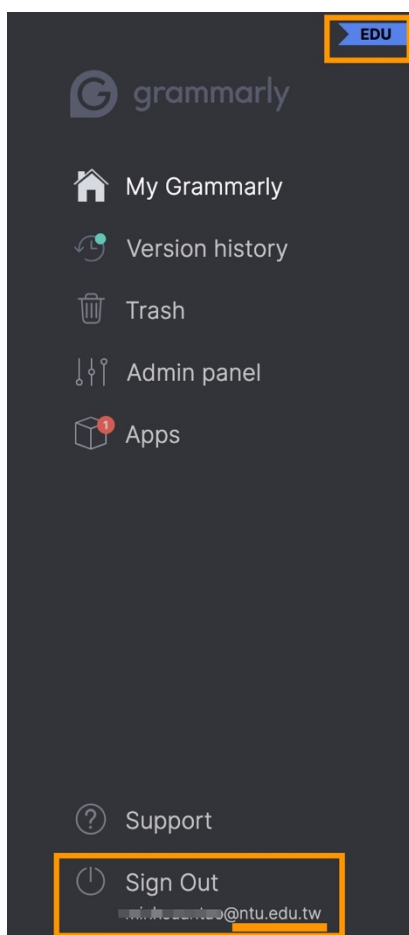 EDU
grammarly
My Grammarly
Version history
Trash
Admin panel
1
Apps
Support
Sign Out
@ntu.edu.tw